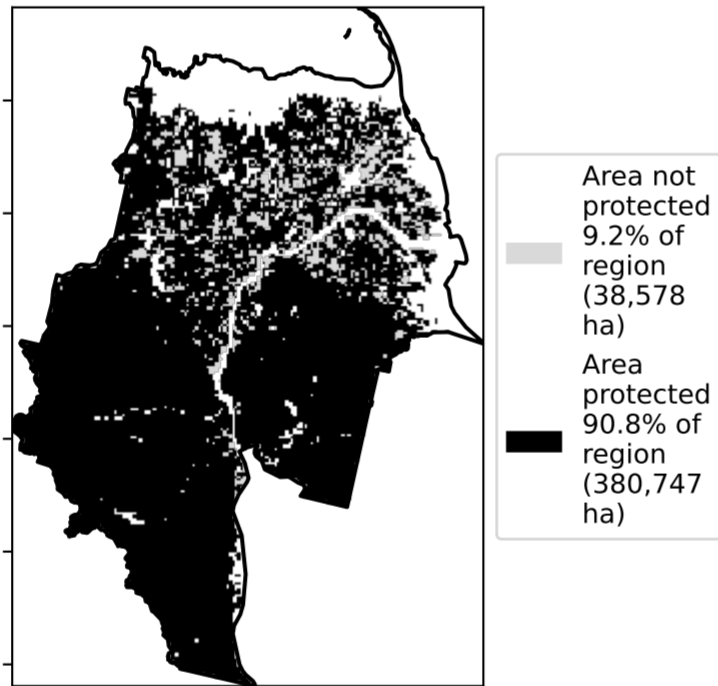 Area not
protected
9.2% of
region
(38,578
ha)
Area
protected
90.8% of
region
(380,747
ha)